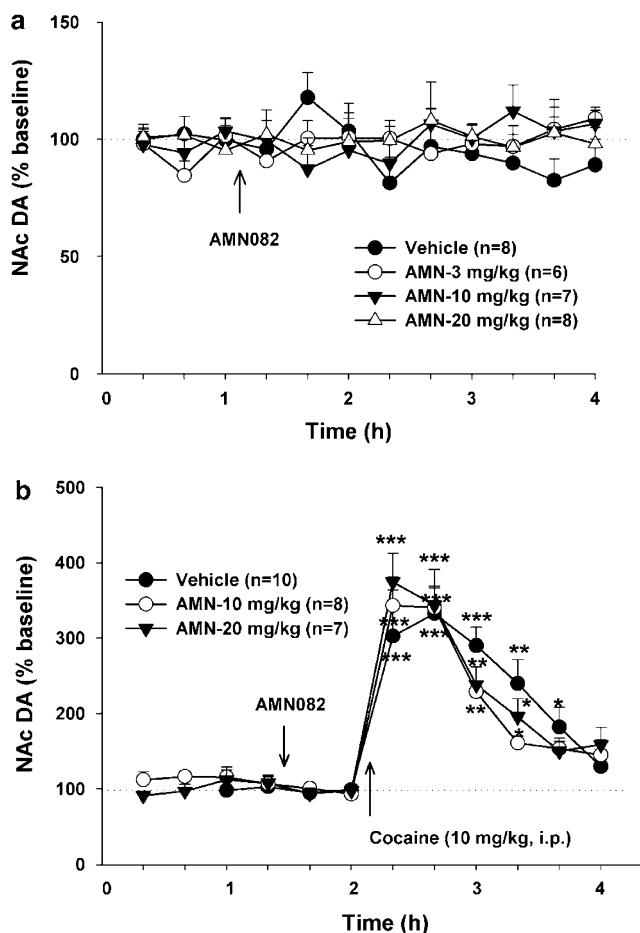 a
NAc DA (% baseline)
150
100
50
0
AMN082
Vehicle (n=8)
AMN-3 mg/kg (n=6)
AMN-10 mg/kg (n=7)
AMN-20 mg/kg (n=8)
0 1 2 3 4
Time (h)
b
NAc DA (% baseline)
500
400
300
200
100
0
Vehicle (n=10)
AMN-10 mg/kg (n=8)
AMN-20 mg/kg (n=7)
AMN082
*** ***
***
*** *** ***
*** **
** * *
** *
Cocaine (10 mg/kg, i.p.)
0 1 2 3 4
Time (h)